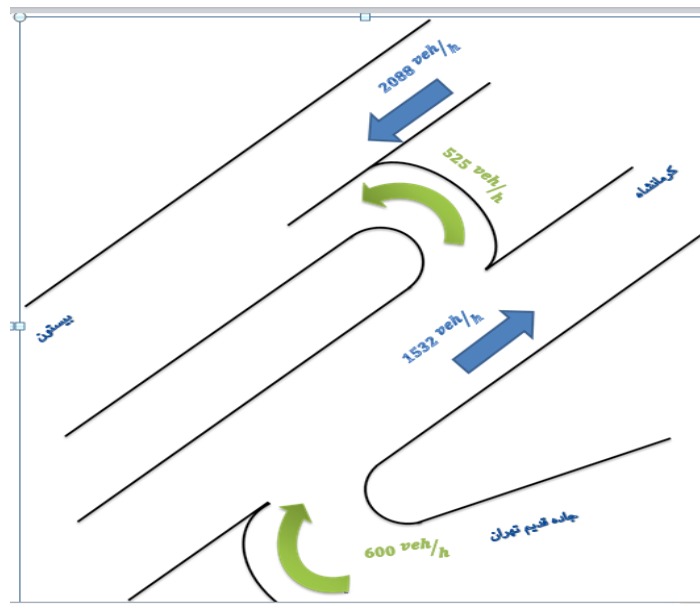 2088 veh/h
525 veh/h
کرمانشاه
بیستون
1532 veh/h
جاده قدیم تهران
600 veh/h